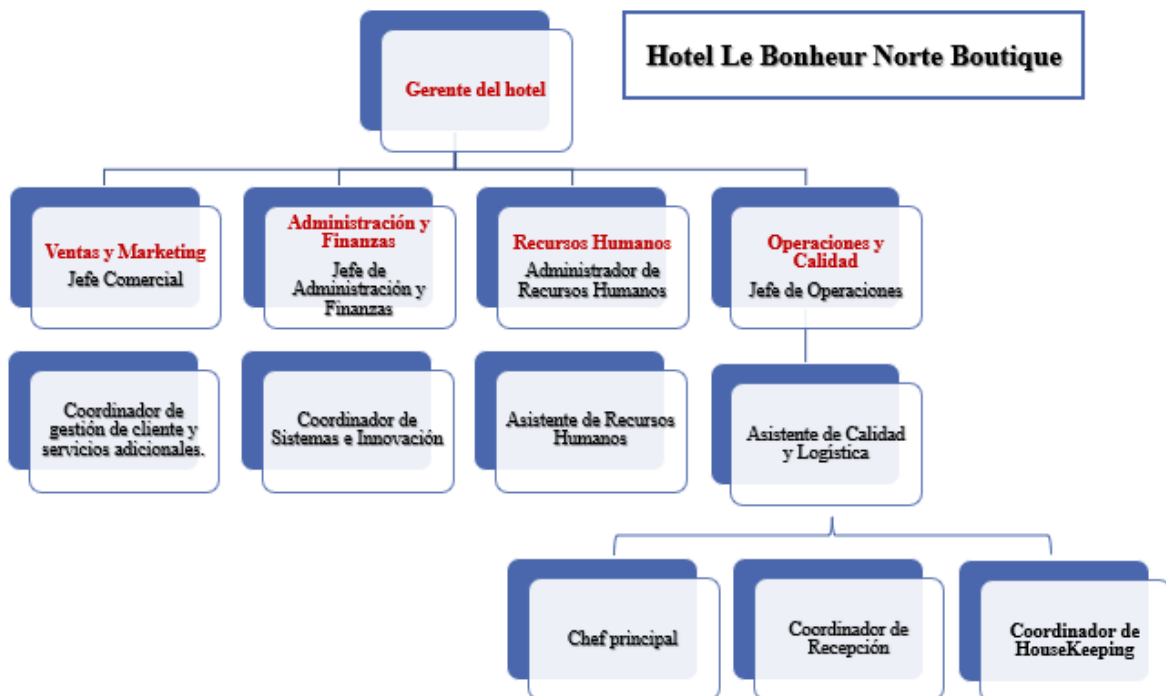 Hotel Le Bonheur Norte Boutique
Gerente del hotel
Ventas y Marketing
Jefe Comercial
Administración y
Finanzas
Jefe de
Administración y
Finanzas
Recursos Humanos
Administrador de
Recursos Humanos
Operaciones y
Calidad
Jefe de Operaciones
Coordinador de
gestión de cliente y
servicios adicionales.
Coordinador de
Sistemas e Innovación
Asistente de Recursos
Humanos
Asistente de Calidad
y Logística
Chef principal
Coordinador de
Recepción
Coordinador de
HouseKeeping